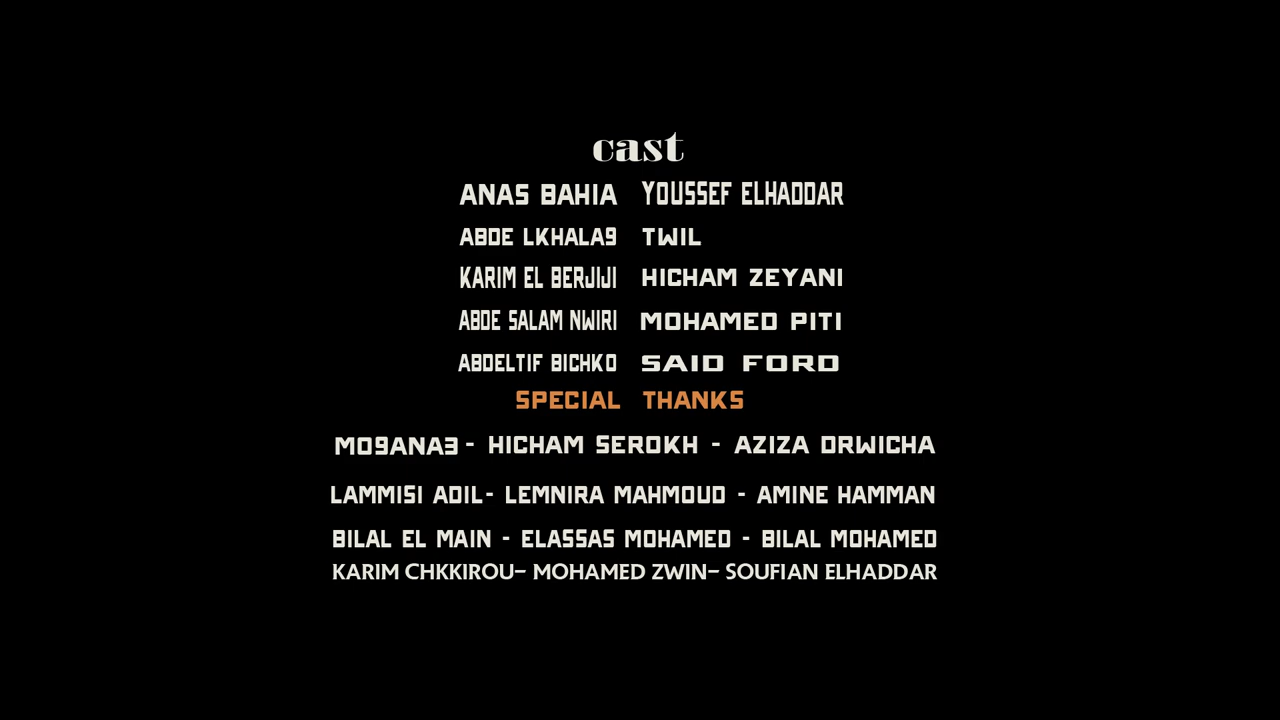 cast
ANAS BAHIA YOUSSEF ELHADDAR
ABDE LKHALA9 TWIL
KARIM EL BERJIJI HICHAM ZEYANI
ABDE SALAM NWIRI MOHAMED PITI
ABDELTIF BICHKO SAID FORD
SPECIAL THANKS
MO9ANA3 - HICHAM SEROKH - AZIZA DRWICHA
LAMMISI ADIL- LEMNIRA MAHMOUD - AMINE HAMMAN
BILAL EL MAIN - ELASSAS MOHAMED - BILAL MOHAMED
KARIM CHKKIROU- MOHAMED ZWIN- SOUFIAN ELHADDAR